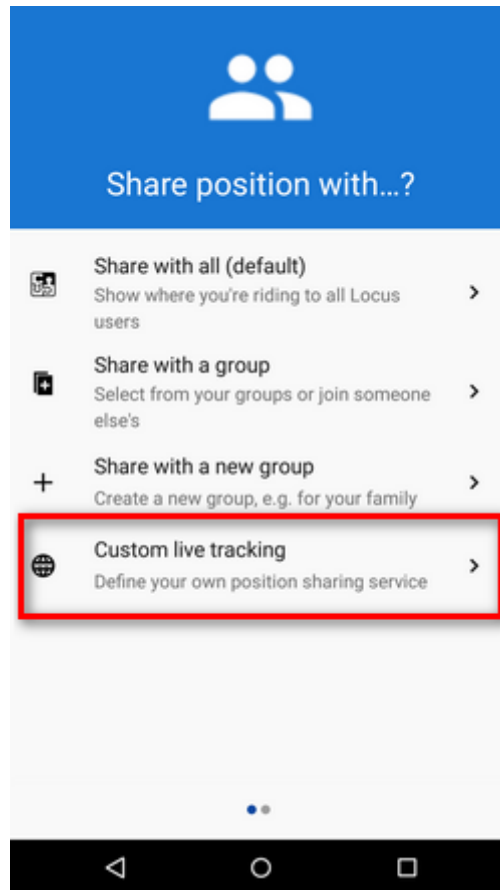 Share position with...?
Share with all (default)
Show where you're riding to all Locus
users
Share with a group
Select from your groups or join someone
else's
Share with a new group
Create a new group, e.g. for your family
Custom live tracking
Define your own position sharing service